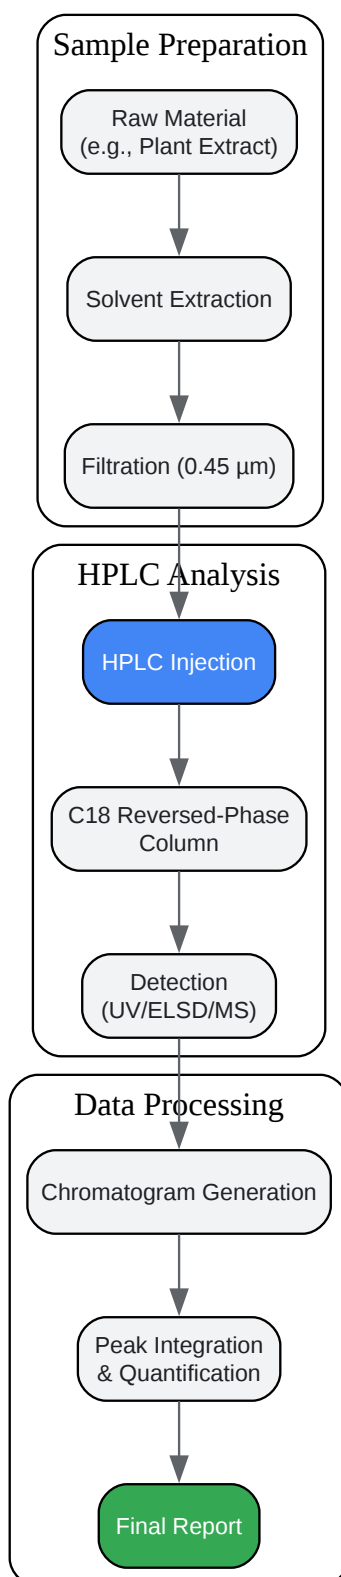 Sample Preparation
Raw Material
(e.g., Plant Extract)
Solvent Extraction
Filtration (0.45 µm)
HPLC Analysis
HPLC Injection
C18 Reversed-Phase
Column
Detection
(UV/ELSD/MS)
Data Processing
Chromatogram Generation
Peak Integration
& Quantification
Final Report